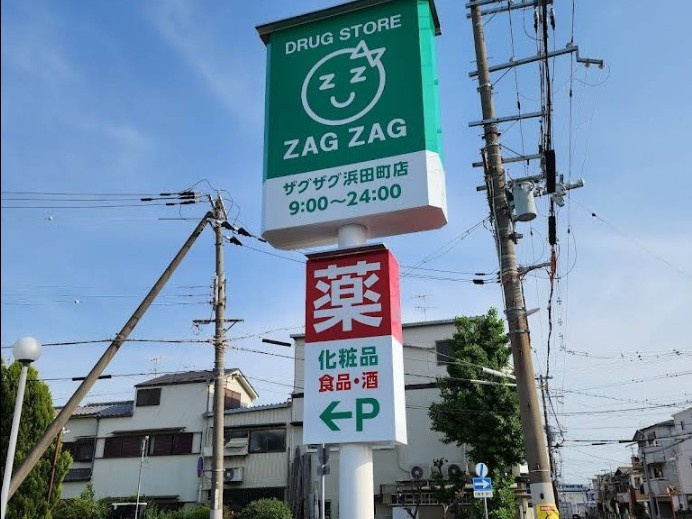 DRUG STORE
ZAG ZAG
ザグザグ浜田町店
9:00〜24:00
薬
化粧品
食品・酒
←P